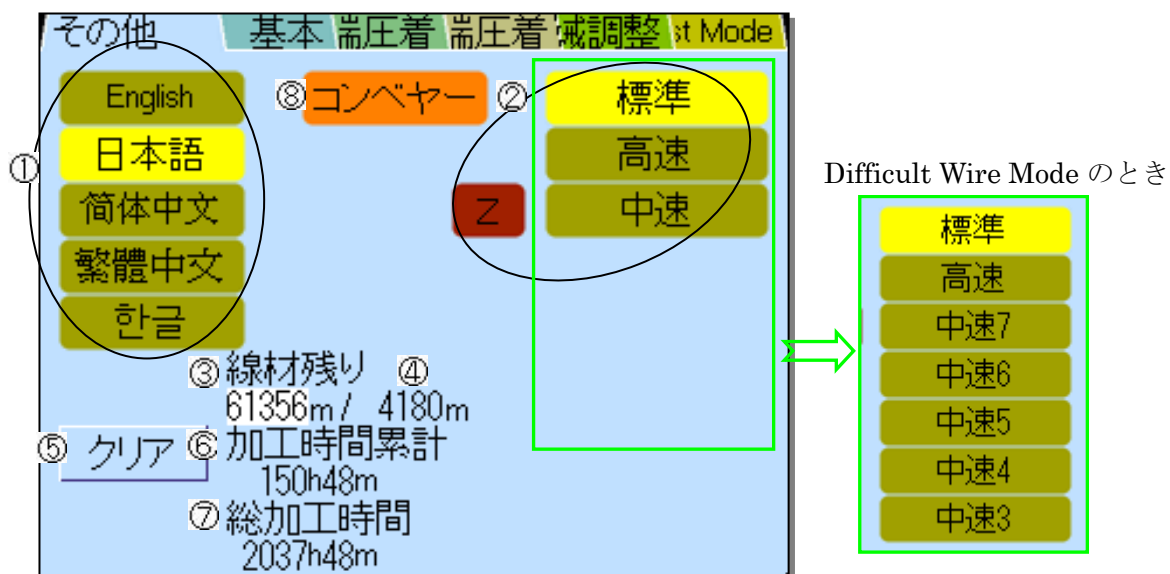 その他 基本 端圧着 端圧着 械調整 st Mode
English
⑧ コンベヤー
② 標準
① 日本語
高速
Difficult Wire Mode のとき
简体中文
Z 中速
標準
繁體中文
高速
한글
中速7
③ 線材残り ④
中速6
61356m / 4180m
中速5
⑤ クリア
⑥ 加工時間累計
中速4
150h48m
⑦ 総加工時間
中速3
2037h48m